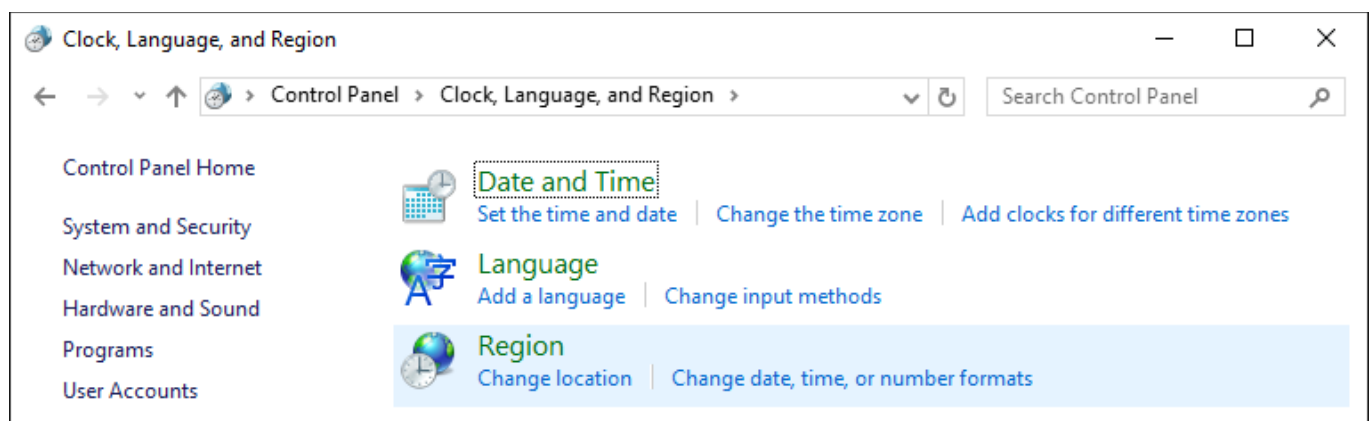 Clock, Language, and Region
Control Panel > Clock, Language, and Region >
Search Control Panel
Control Panel Home
System and Security
Network and Internet
Hardware and Sound
Programs
User Accounts
Date and Time
Set the time and date | Change the time zone | Add clocks for different time zones
Language
Add a language | Change input methods
Region
Change location | Change date, time, or number formats